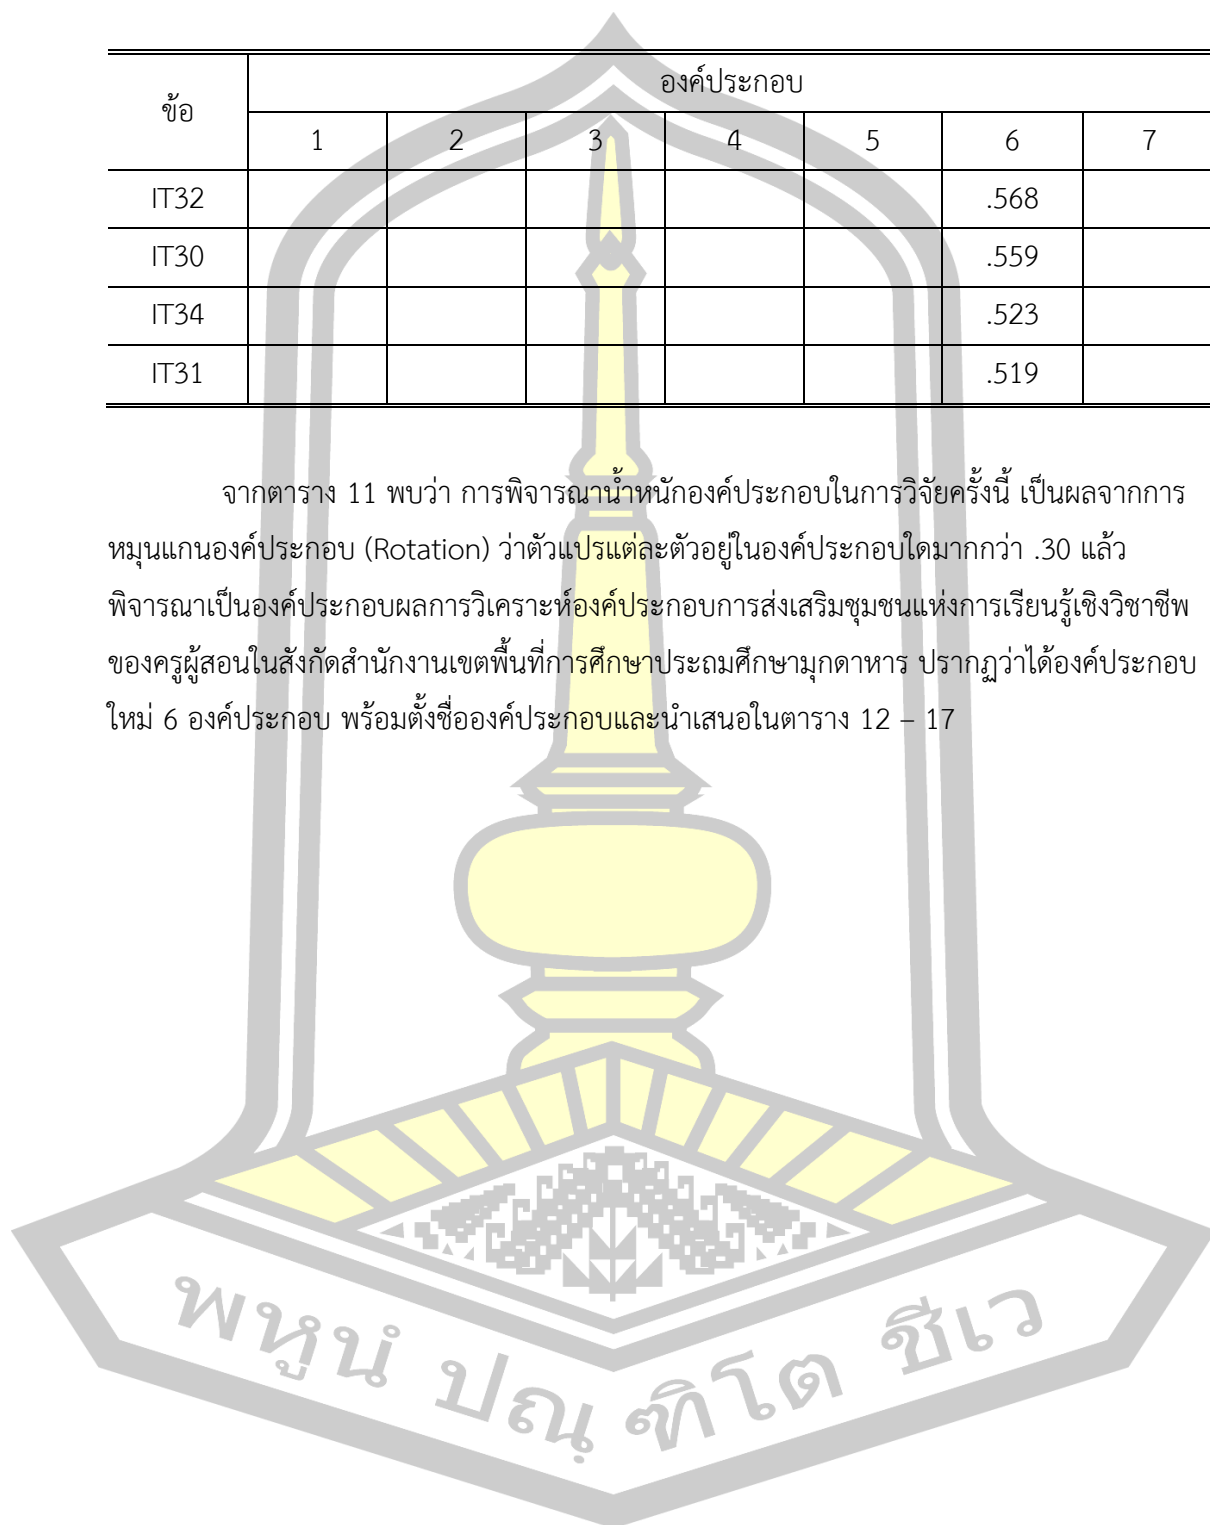 ข้อ องค์ประกอบ
1 2 3 4 5 6 7
IT32 .568
IT30 .559
IT34 .523
IT31 .519
จากตาราง 11 พบว่า การพิจารณาน้ำหนักองค์ประกอบในการวิจัยครั้งนี้ เป็นผลจากการ
หมุนแกนองค์ประกอบ (Rotation) ว่าตัวแปรแต่ละตัวอยู่ในองค์ประกอบใดมากกว่า .30 แล้ว
พิจารณาเป็นองค์ประกอบผลการวิเคราะห์องค์ประกอบการส่งเสริมชุมชนแห่งการเรียนรู้เชิงวิชาชีพ
ของครูผู้สอนในสังกัดสำนักงานเขตพื้นที่การศึกษาประถมศึกษามุกดาหาร ปรากฏว่าได้องค์ประกอบ
ใหม่ 6 องค์ประกอบ พร้อมตั้งชื่อองค์ประกอบและนำเสนอในตาราง 12 – 17
พหูนํ ปณฺฑิโต ชีเว